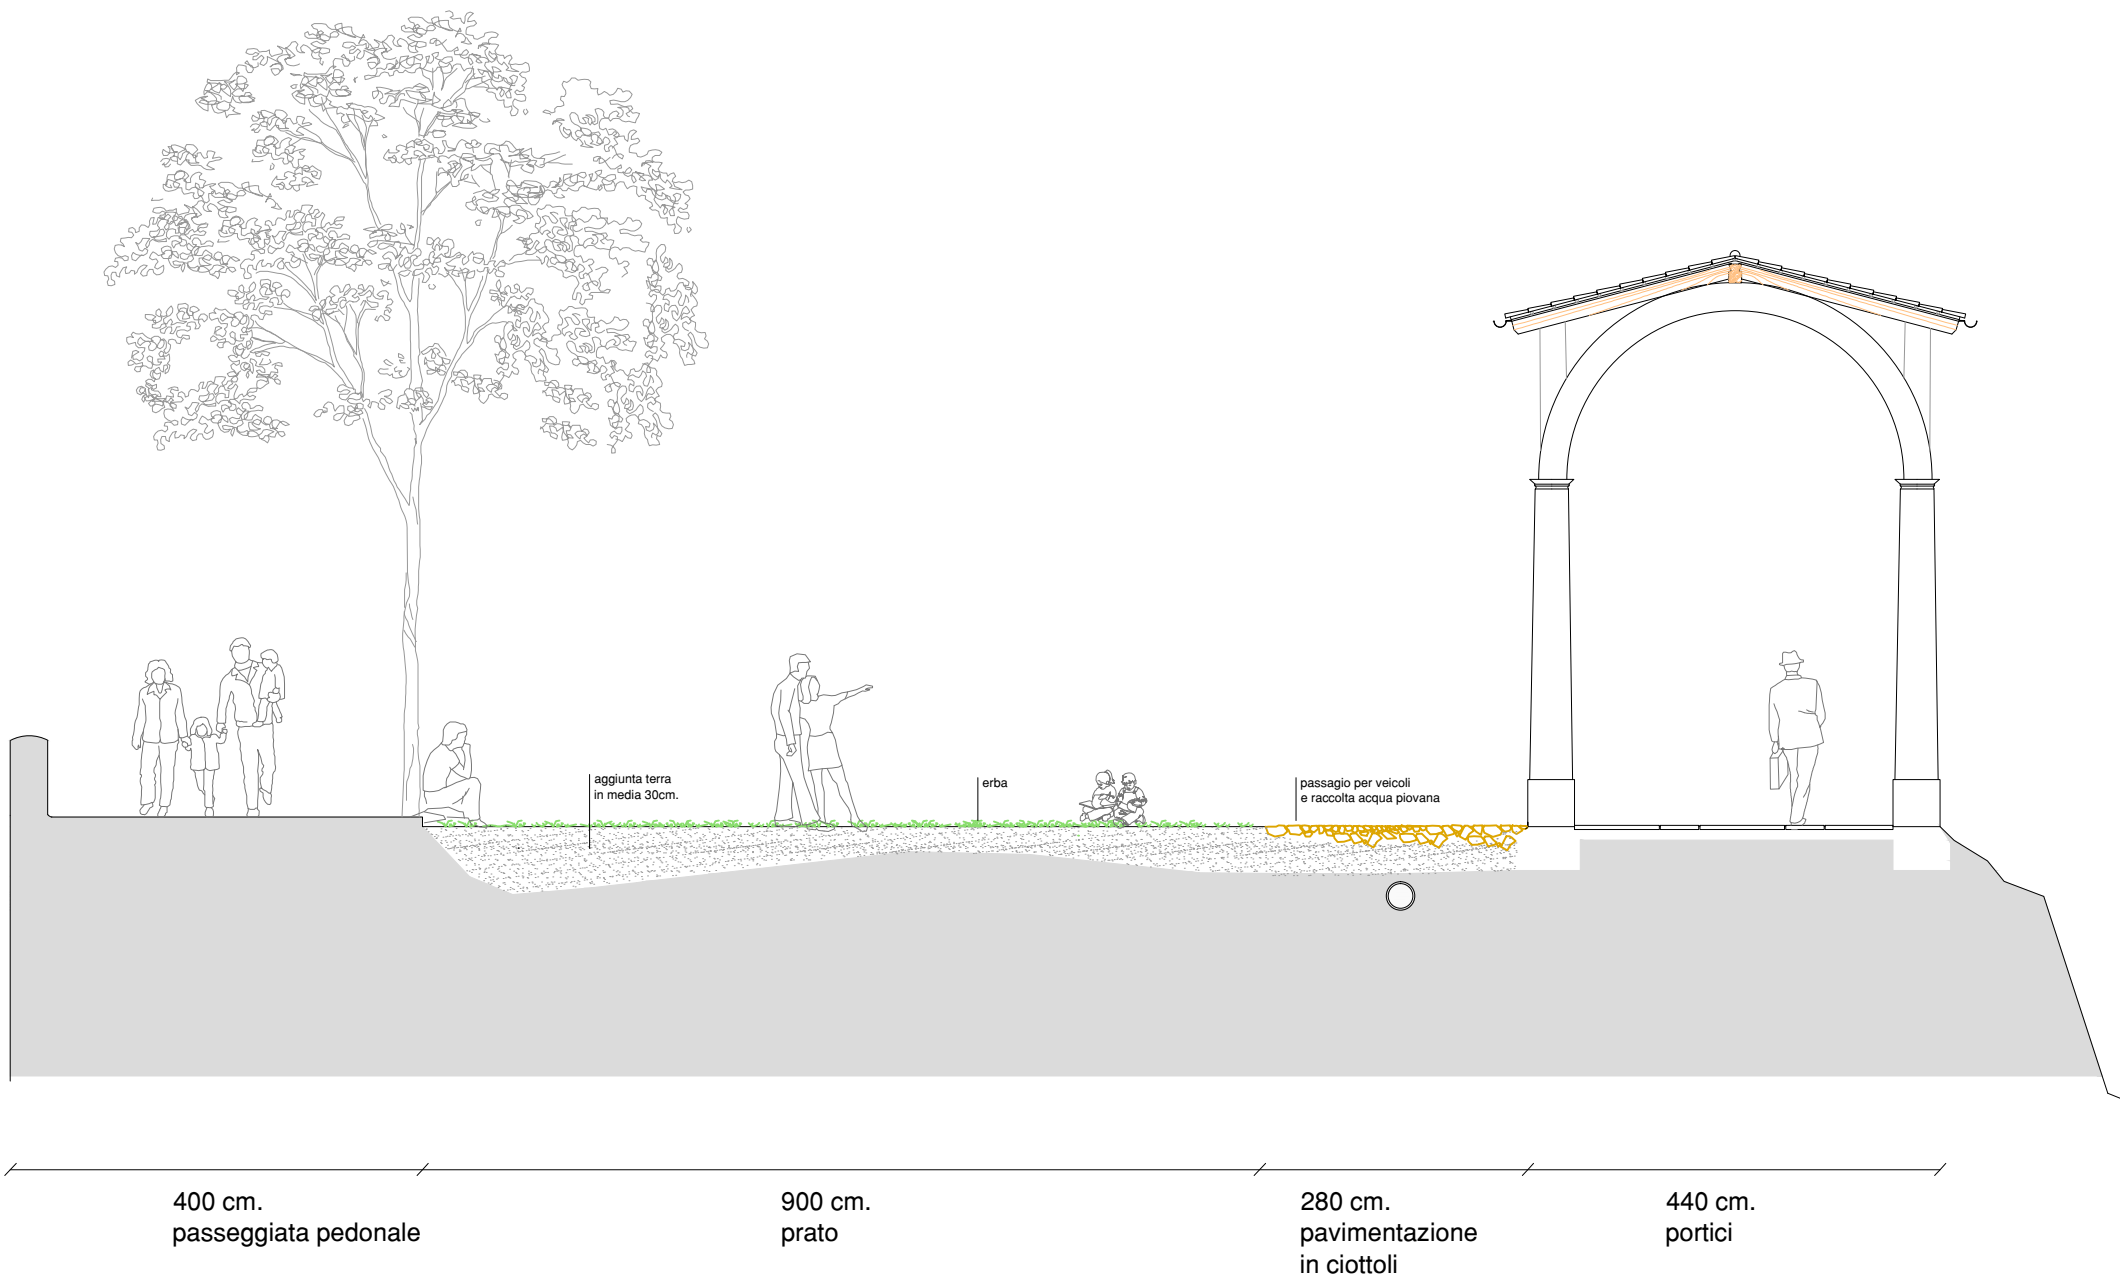 aggiunta terra
in media 30cm.
erba
passagio per veicoli
e raccolta acqua piovana
400 cm.
passeggiata pedonale
900 cm.
prato
280 cm.
pavimentazione
in ciottoli
440 cm.
portici